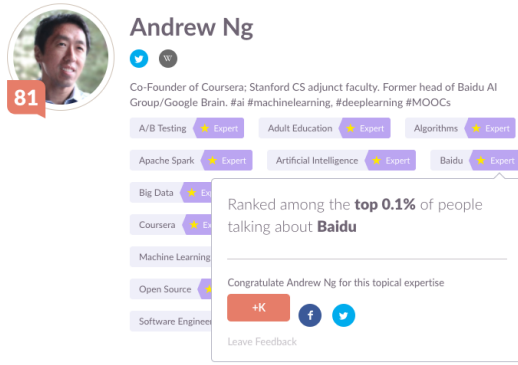 Andrew Ng
W
81
Co-Founder of Coursera; Stanford CS adjunct faculty. Former head of Baidu AI
Group/Google Brain. #ai #machinelearning, #deeplearning #MOOCs
A/B Testing Expert Adult Education Expert Algorithms Expert
Apache Spark Expert Artificial Intelligence Expert Baidu Expert
Big Data
Coursera
Machine Learning
Open Source
Software Engineer
Ranked among the top 0.1% of people
talking about Baidu
Congratulate Andrew Ng for this topical expertise
+K
f
Leave Feedback